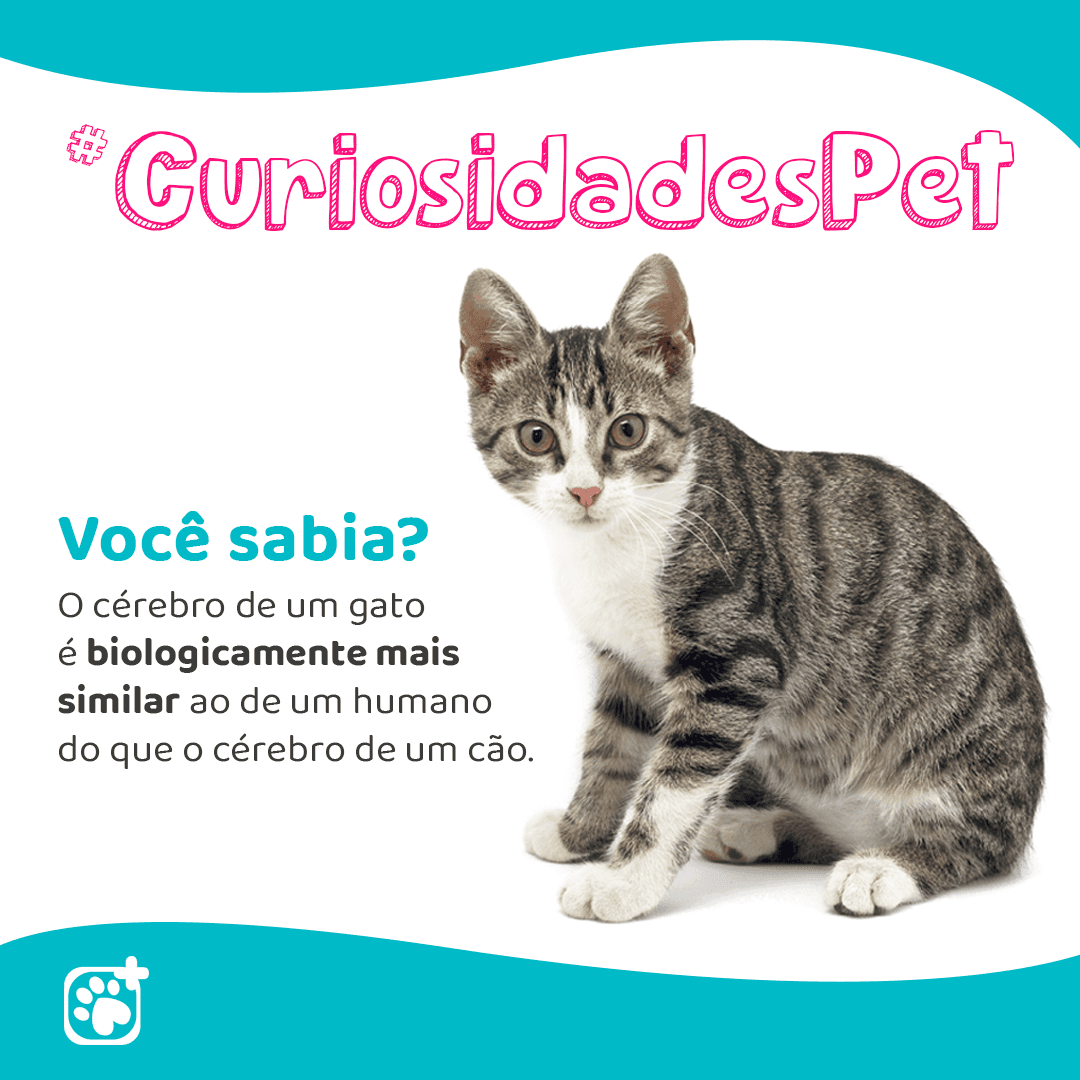 #CuriosidadesPet
Você sabia?
O cérebro de um gato
é biologicamente mais
similar ao de um humano
do que o cérebro de um cão.